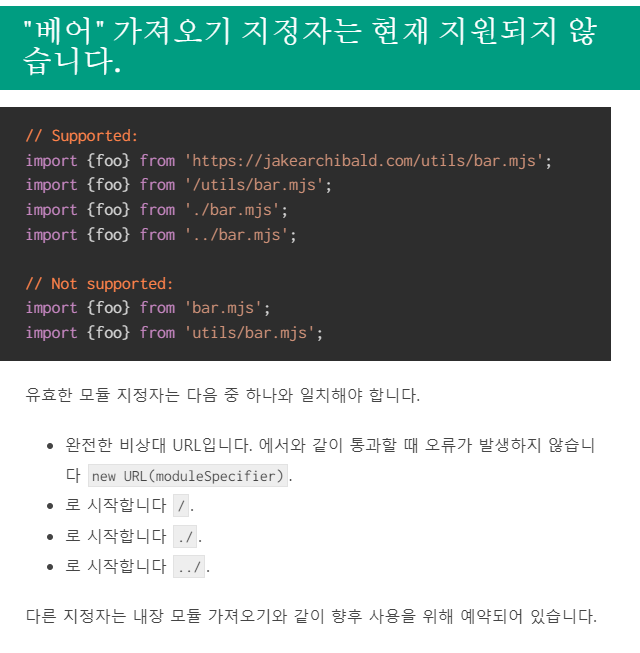 "베어" 가져오기 지정자는 현재 지원되지 않
습니다.
// Supported:
import {foo} from 'https://jakearchibald.com/utils/bar.mjs';
import {foo} from '/utils/bar.mjs';
import {foo} from './bar.mjs';
import {foo} from '../bar.mjs';
// Not supported:
import {foo} from 'bar.mjs';
import {foo} from 'utils/bar.mjs';
유효한 모듈 지정자는 다음 중 하나와 일치해야 합니다.
• 완전한 비상대 URL입니다. 에서와 같이 통과할 때 오류가 발생하지 않습니
다 new URL(moduleSpecifier).
• 로 시작합니다 /.
• 로 시작합니다 ./.
• 로 시작합니다 ../.
다른 지정자는 내장 모듈 가져오기와 같이 향후 사용을 위해 예약되어 있습니다.